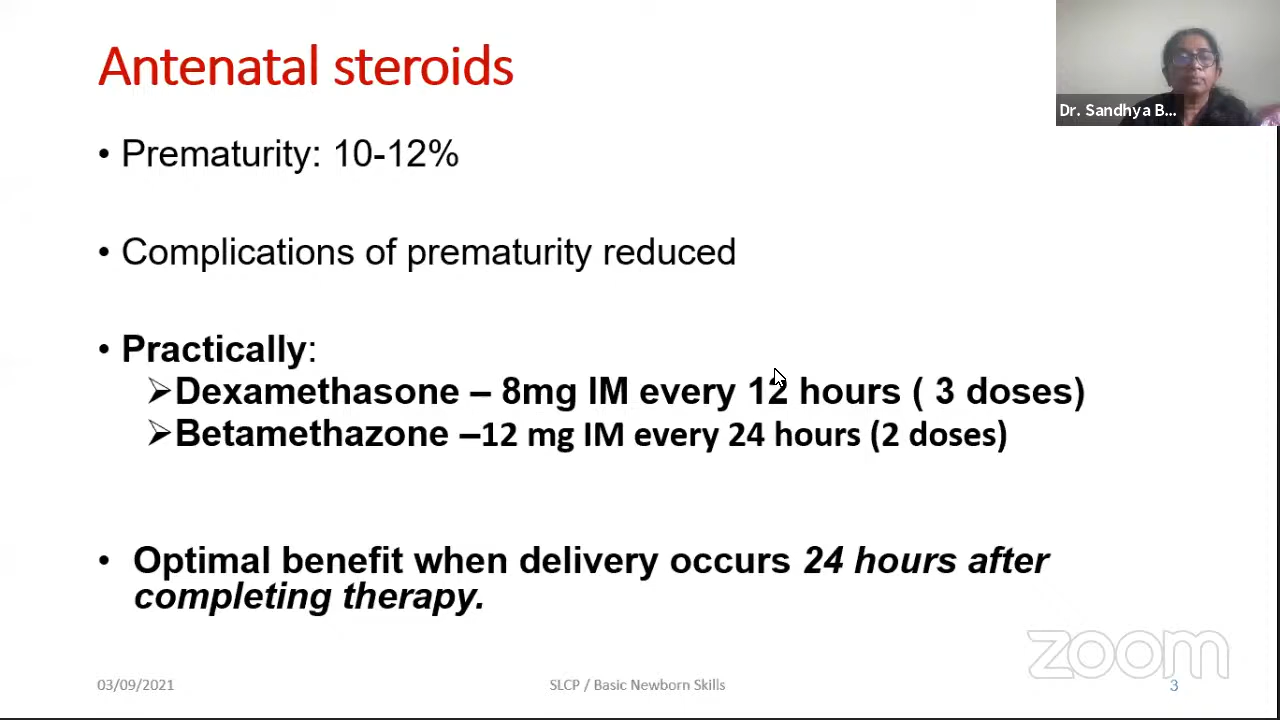 Antenatal steroids
Dr. Sandhya B...
• Prematurity: 10-12%
• Complications of prematurity reduced
• Practically:
➢Dexamethasone – 8mg IM every 12 hours ( 3 doses)
➢Betamethazone –12 mg IM every 24 hours (2 doses)
• Optimal benefit when delivery occurs 24 hours after
completing therapy.
zoom
03/09/2021
SLCP / Basic Newborn Skills
3